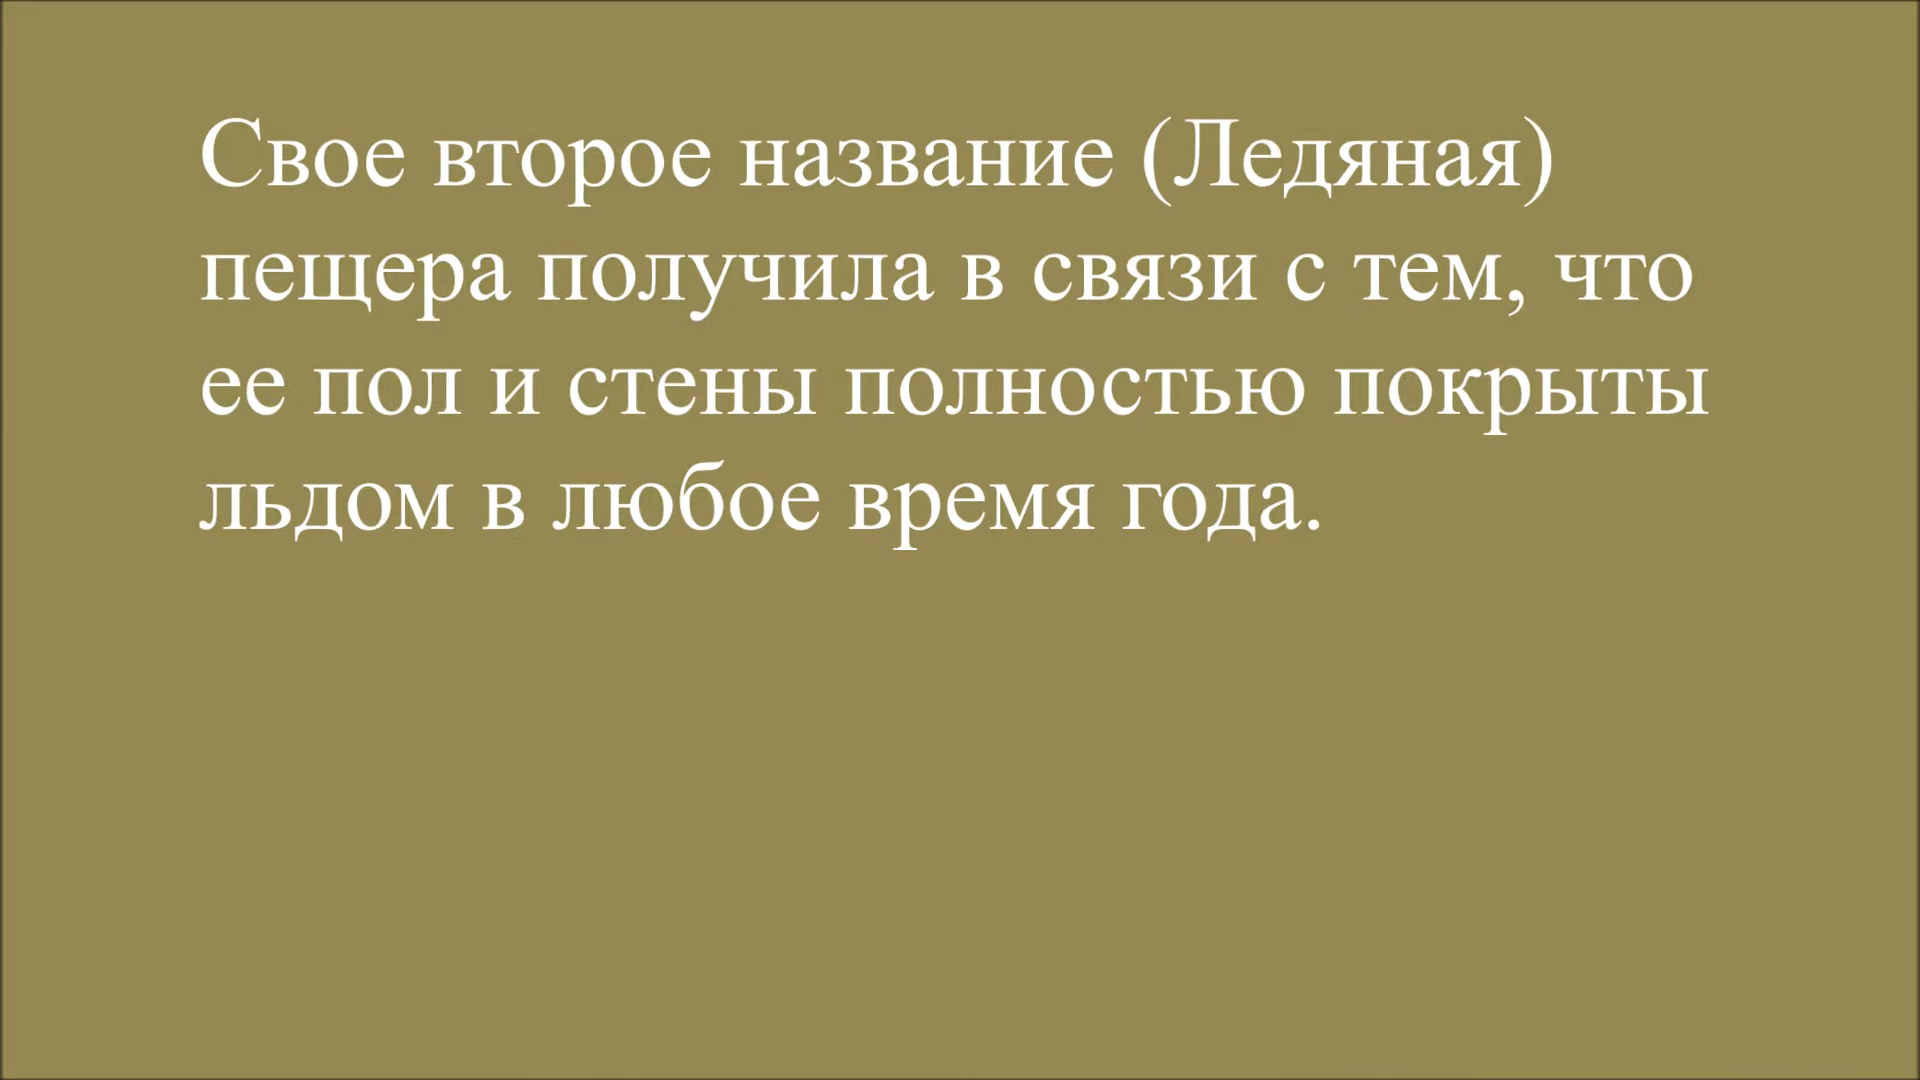 Свое второе название (Ледяная)
пещера получила в связи с тем, что
ее пол и стены полностью покрыты
льдом в любое время года.